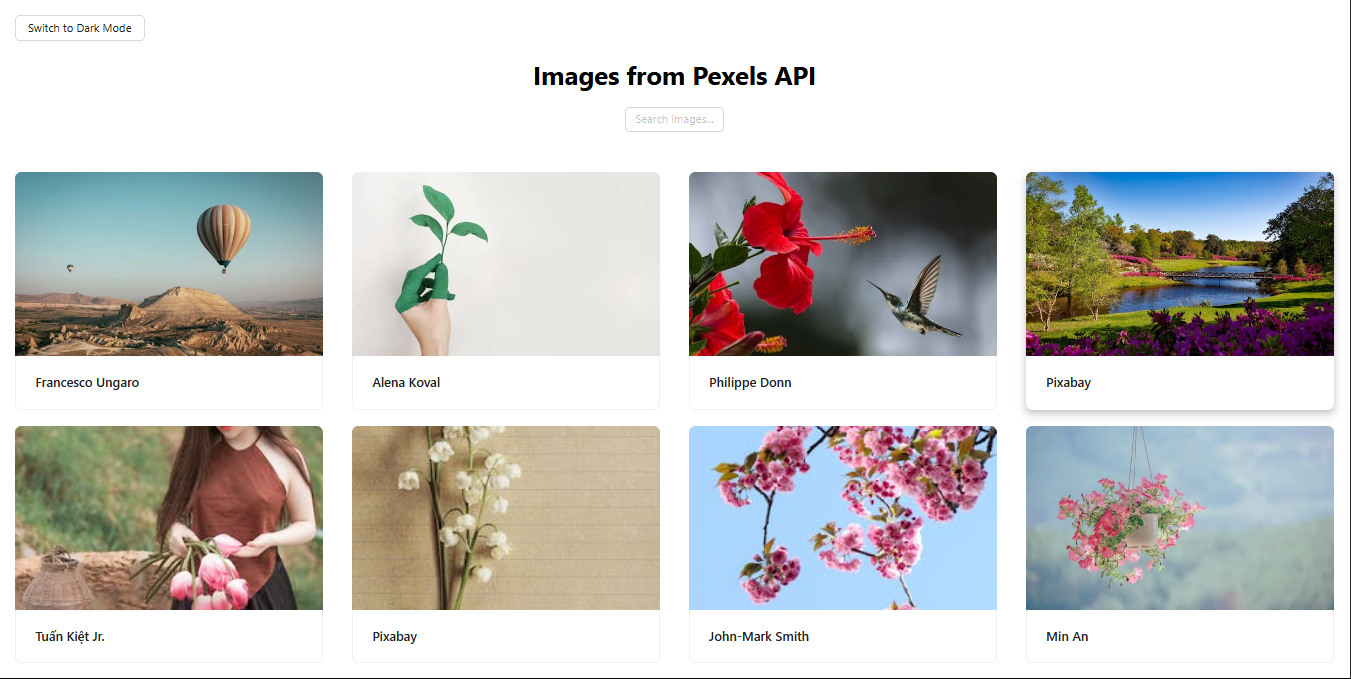 Switch to Dark Mode
Images from Pexels API
Search images...
Francesco Ungaro
Alena Koval
Philippe Donn
Pixabay
Tuấn Kiệt Jr.
Pixabay
John-Mark Smith
Min An